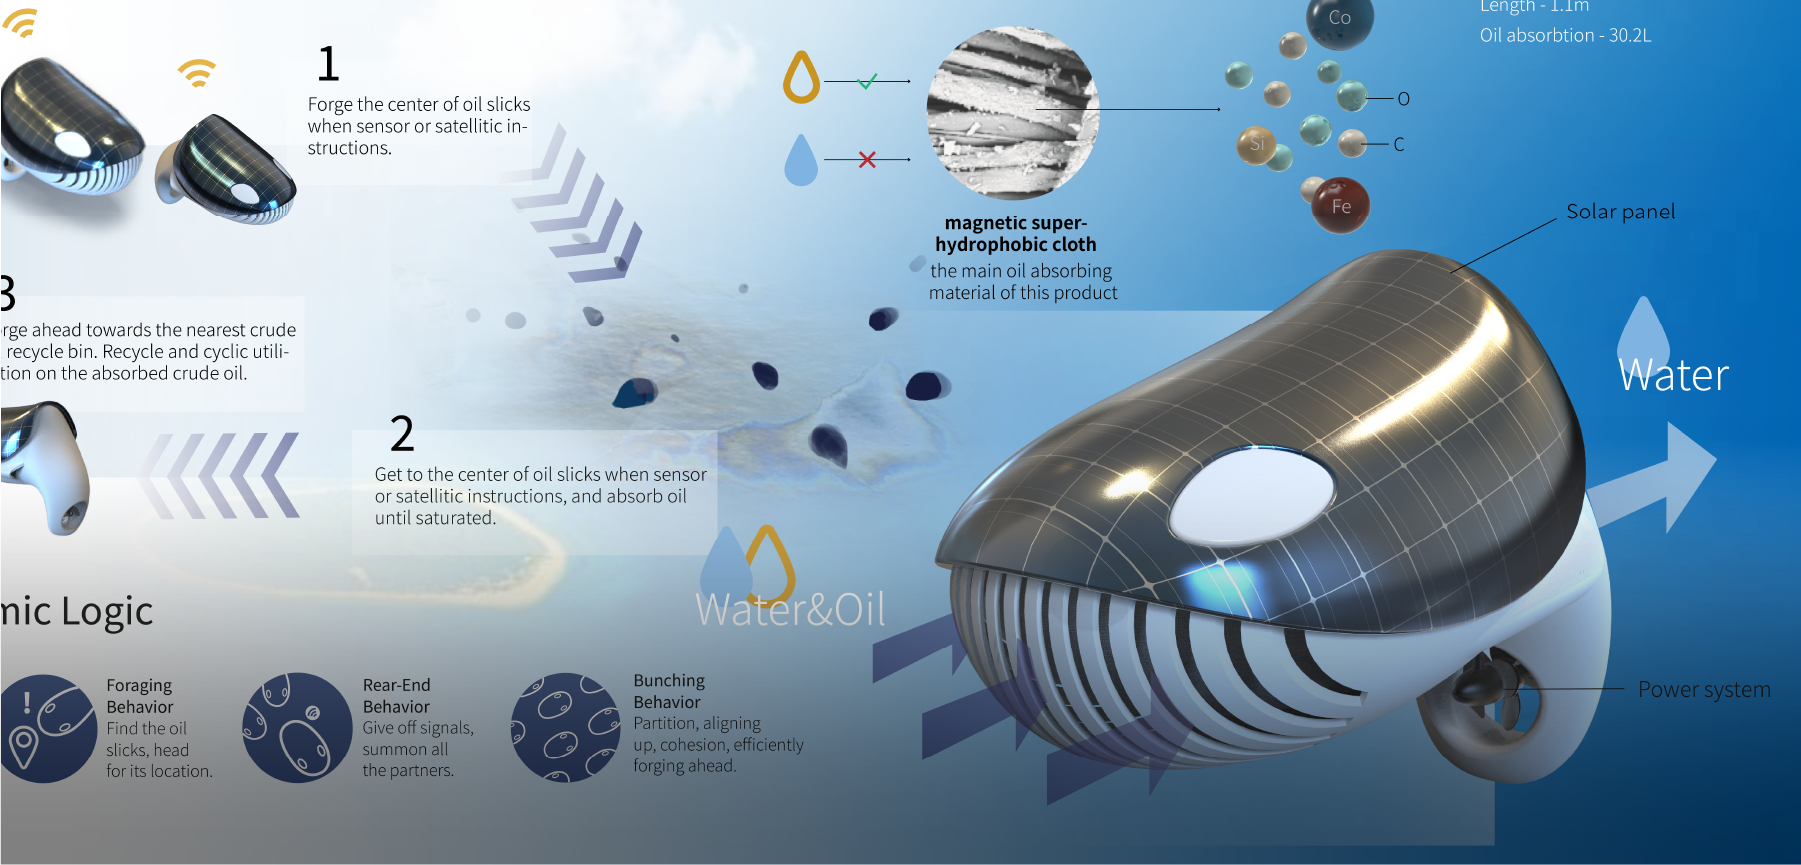 1
Forge the center of oil slicks
when sensor or satellitic in-
structions.
3
orge ahead towards the nearest crude
recycle bin. Recycle and cyclic utili-
tion on the absorbed crude oil.
2
Get to the center of oil slicks when sensor
or satellitic instructions, and absorb oil
until saturated.
magnetic super-
hydrophobic cloth
the main oil absorbing
material of this product
Co
O
C
Si
Fe
Length - 1.1m
Oil absorbtion - 30.2L
Solar panel
Water
Water&Oil
Power system
mic Logic
Foraging
Behavior
Find the oil
slicks, head
for its location.
Rear-End
Behavior
Give off signals,
summon all
the partners.
Bunching
Behavior
Partition, aligning
up, cohesion, efficiently
forging ahead.